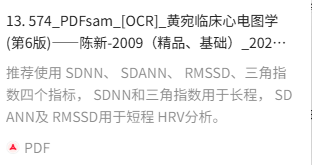 13. 574_PDFsam_[OCR]_黄宛临床心电图学
(第6版)——陈新-2009（精品、基础）_202…
推荐使用 SDNN、 SDANN、 RMSSD、三角指
数四个指标， SDNN和三角指数用于长程， SD
ANN及 RMSSD用于短程 HRV分析。
PDF